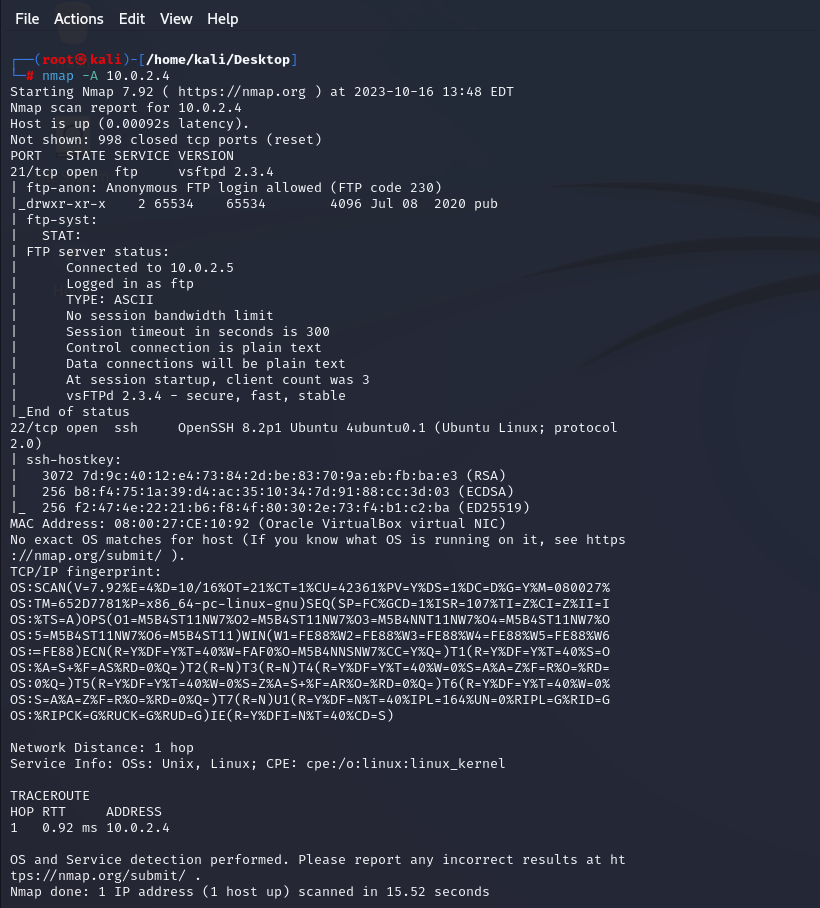 File Actions Edit View Help
┌──(root㉿kali)-[/home/kali/Desktop]
└─# nmap -A 10.0.2.4
Starting Nmap 7.92 ( https://nmap.org ) at 2023-10-16 13:48 EDT
Nmap scan report for 10.0.2.4
Host is up (0.00092s latency).
Not shown: 998 closed tcp ports (reset)
PORT   STATE SERVICE VERSION
21/tcp open  ftp     vsftpd 2.3.4
| ftp-anon: Anonymous FTP login allowed (FTP code 230)
|_drwxr-xr-x    2 65534    65534        4096 Jul 08  2020 pub
| ftp-syst:
|   STAT:
| FTP server status:
|      Connected to 10.0.2.5
|      Logged in as ftp
|      TYPE: ASCII
|      No session bandwidth limit
|      Session timeout in seconds is 300
|      Control connection is plain text
|      Data connections will be plain text
|      At session startup, client count was 3
|      vsFTPd 2.3.4 - secure, fast, stable
|_End of status
22/tcp open  ssh     OpenSSH 8.2p1 Ubuntu 4ubuntu0.1 (Ubuntu Linux; protocol
2.0)
| ssh-hostkey:
|   3072 7d:9c:40:12:e4:73:84:2d:be:83:70:9a:eb:fb:ba:e3 (RSA)
|   256 b8:f4:75:1a:39:d4:ac:35:10:34:7d:91:88:cc:3d:03 (ECDSA)
|_  256 f2:47:4e:22:21:b6:f8:4f:80:30:2e:73:f4:b1:c2:ba (ED25519)
MAC Address: 08:00:27:CE:10:92 (Oracle VirtualBox virtual NIC)
No exact OS matches for host (If you know what OS is running on it, see https
://nmap.org/submit/ ).
TCP/IP fingerprint:
OS:SCAN(V=7.92%E=4%D=10/16%OT=21%CT=1%CU=42361%PV=Y%DS=1%DC=D%G=Y%M=080027%
OS:TM=652D7781%P=x86_64-pc-linux-gnu)SEQ(SP=FC%GCD=1%ISR=107%TI=Z%CI=Z%II=I
OS:%TS=A)OPS(O1=M5B4ST11NW7%O2=M5B4ST11NW7%O3=M5B4NNT11NW7%O4=M5B4ST11NW7%O
OS:5=M5B4ST11NW7%O6=M5B4ST11)WIN(W1=FE88%W2=FE88%W3=FE88%W4=FE88%W5=FE88%W6
OS:=FE88)ECN(R=Y%DF=Y%T=40%W=FAF0%O=M5B4NNSNW7%CC=Y%Q=)T1(R=Y%DF=Y%T=40%S=O
OS:%A=S+%F=AS%RD=0%Q=)T2(R=N)T3(R=N)T4(R=Y%DF=Y%T=40%W=0%S=A%A=Z%F=R%O=%RD=
OS:0%Q=)T5(R=Y%DF=Y%T=40%W=0%S=Z%A=S+%F=AR%O=%RD=0%Q=)T6(R=Y%DF=Y%T=40%W=0%
OS:S=A%A=Z%F=R%O=%RD=0%Q=)T7(R=N)U1(R=Y%DF=N%T=40%IPL=164%UN=0%RIPL=G%RID=G
OS:%RIPCK=G%RUCK=G%RUD=G)IE(R=Y%DFI=N%T=40%CD=S)
Network Distance: 1 hop
Service Info: OSs: Unix, Linux; CPE: cpe:/o:linux:linux_kernel
TRACEROUTE
HOP RTT     ADDRESS
1   0.92 ms 10.0.2.4
OS and Service detection performed. Please report any incorrect results at ht
tps://nmap.org/submit/ .
Nmap done: 1 IP address (1 host up) scanned in 15.52 seconds